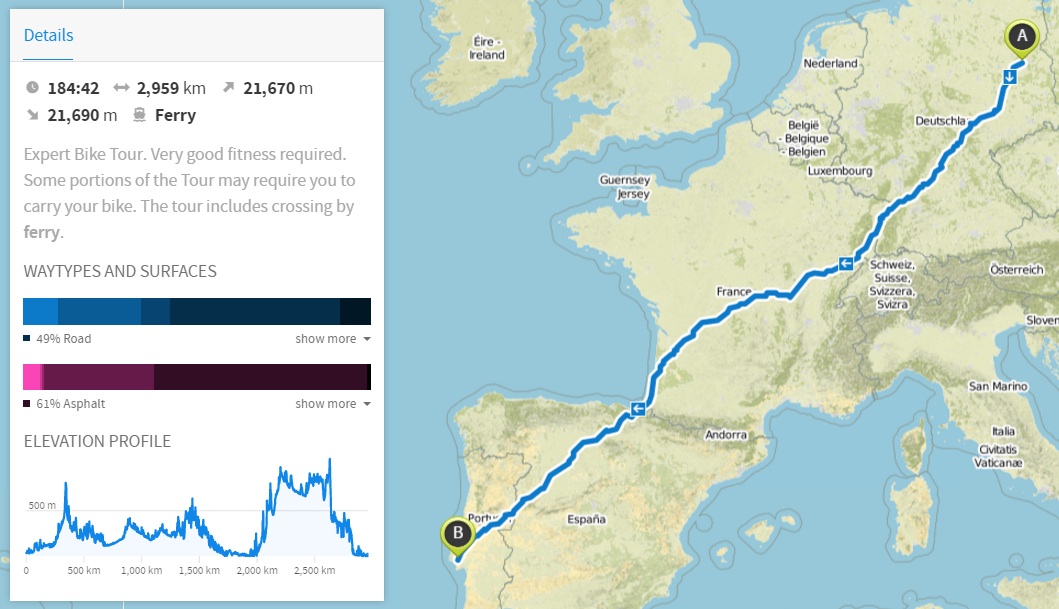 Details
184:42 2,959 km 21,670 m
21,690 m Ferry
Expert Bike Tour. Very good fitness required.
Some portions of the Tour may require you to
carry your bike. The tour includes crossing by
ferry.
WAYTYPES AND SURFACES
49% Road show more
61% Asphalt show more
ELEVATION PROFILE
500 m
0 500 km 1,000 km 1,500 km 2,000 km 2,500 km
A
Éire -
Ireland
Nederland
België
- Belgique
- Belgien
Deutschla
Luxembourg
Guernsey
Jersey
Schweiz,
Suisse,
Svizzera,
Svizra
Österreich
France
Sloven
San Marino
Andorra
Italia
Civitatis
Vaticanæ
Portu
España
B